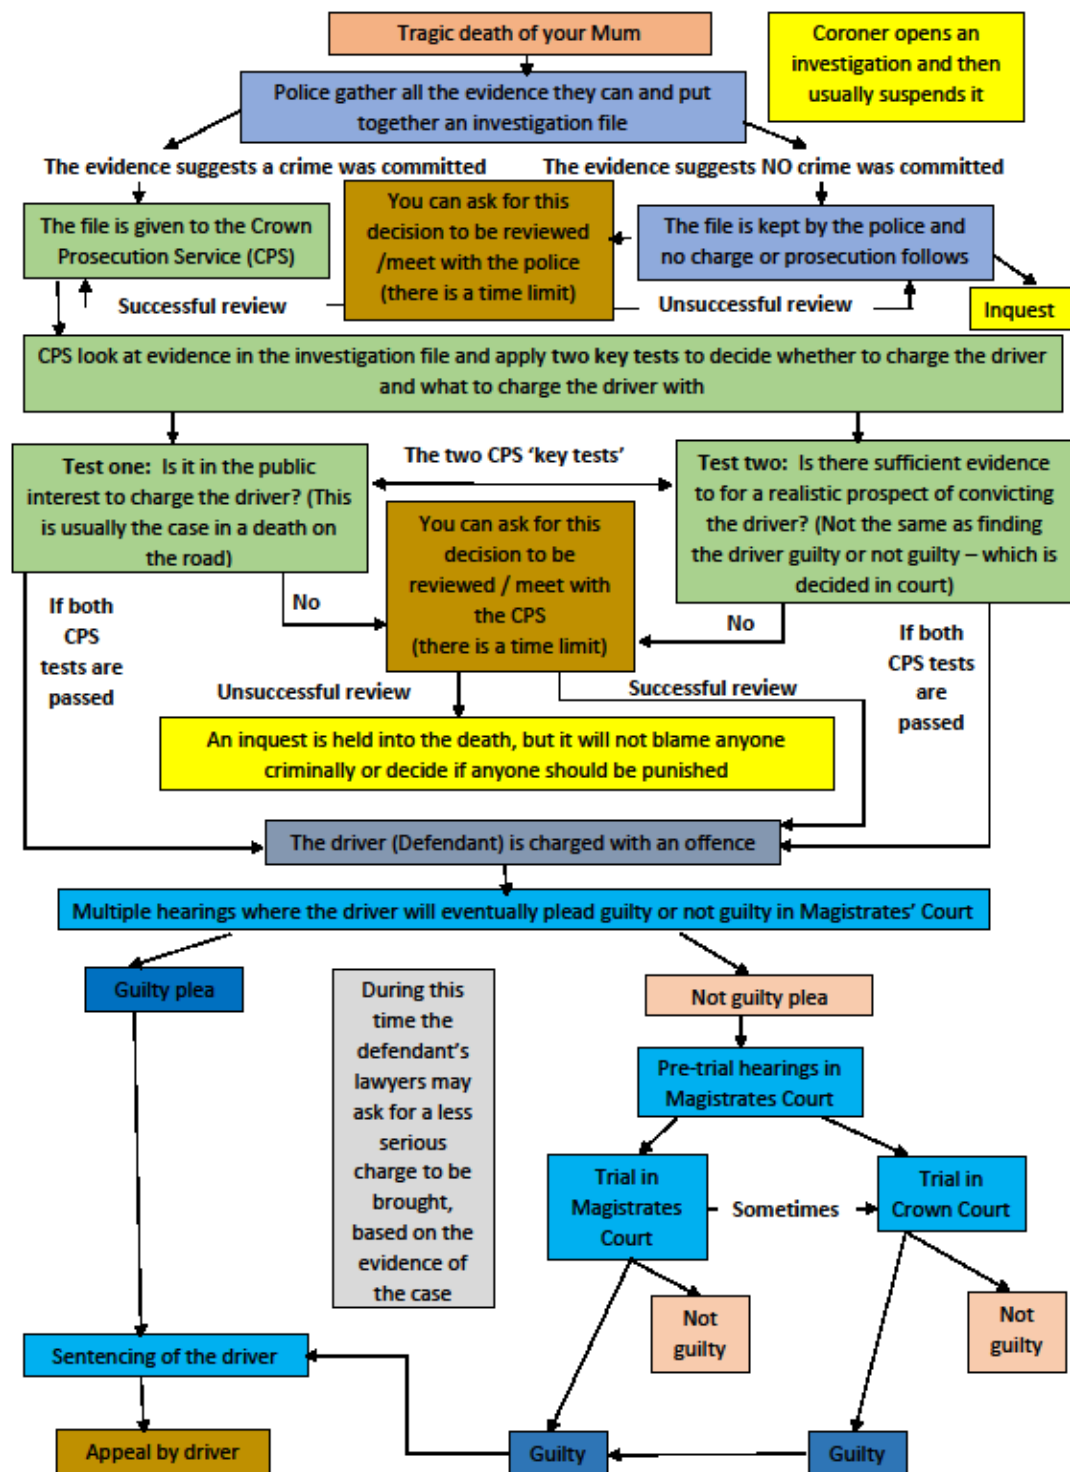 Tragic death of your Mum
Coroner opens an
investigation and then
usually suspends it
Police gather all the evidence they can and put
together an investigation file
The evidence suggests a crime was committed
The evidence suggests NO crime was committed
The file is given to the Crown
Prosecution Service (CPS)
You can ask for this
decision to be reviewed
/meet with the police
(there is a time limit)
The file is kept by the police and
no charge or prosecution follows
Successful review
Unsuccessful review
Inquest
CPS look at evidence in the investigation file and apply two key tests to decide whether to charge the driver
and what to charge the driver with
Test one: Is it in the public
interest to charge the driver? (This
is usually the case in a death on
the road)
The two CPS ‘key tests’
Test two: Is there sufficient evidence
to for a realistic prospect of convicting
the driver? (Not the same as finding
the driver guilty or not guilty – which is
decided in court)
You can ask for this
decision to be
reviewed / meet with
the CPS
(there is a time limit)
If both
CPS
tests are
passed
No
No
If both
CPS tests
are
passed
Unsuccessful review
Successful review
An inquest is held into the death, but it will not blame anyone
criminally or decide if anyone should be punished
The driver (Defendant) is charged with an offence
Multiple hearings where the driver will eventually plead guilty or not guilty in Magistrates’ Court
Guilty plea
During this
time the
defendant’s
lawyers may
ask for a less
serious
charge to be
brought,
based on the
evidence of
the case
Not guilty plea
Pre-trial hearings in
Magistrates Court
Trial in
Magistrates
Court
Sometimes
Trial in
Crown Court
Not
guilty
Not
guilty
Sentencing of the driver
Appeal by driver
Guilty
Guilty